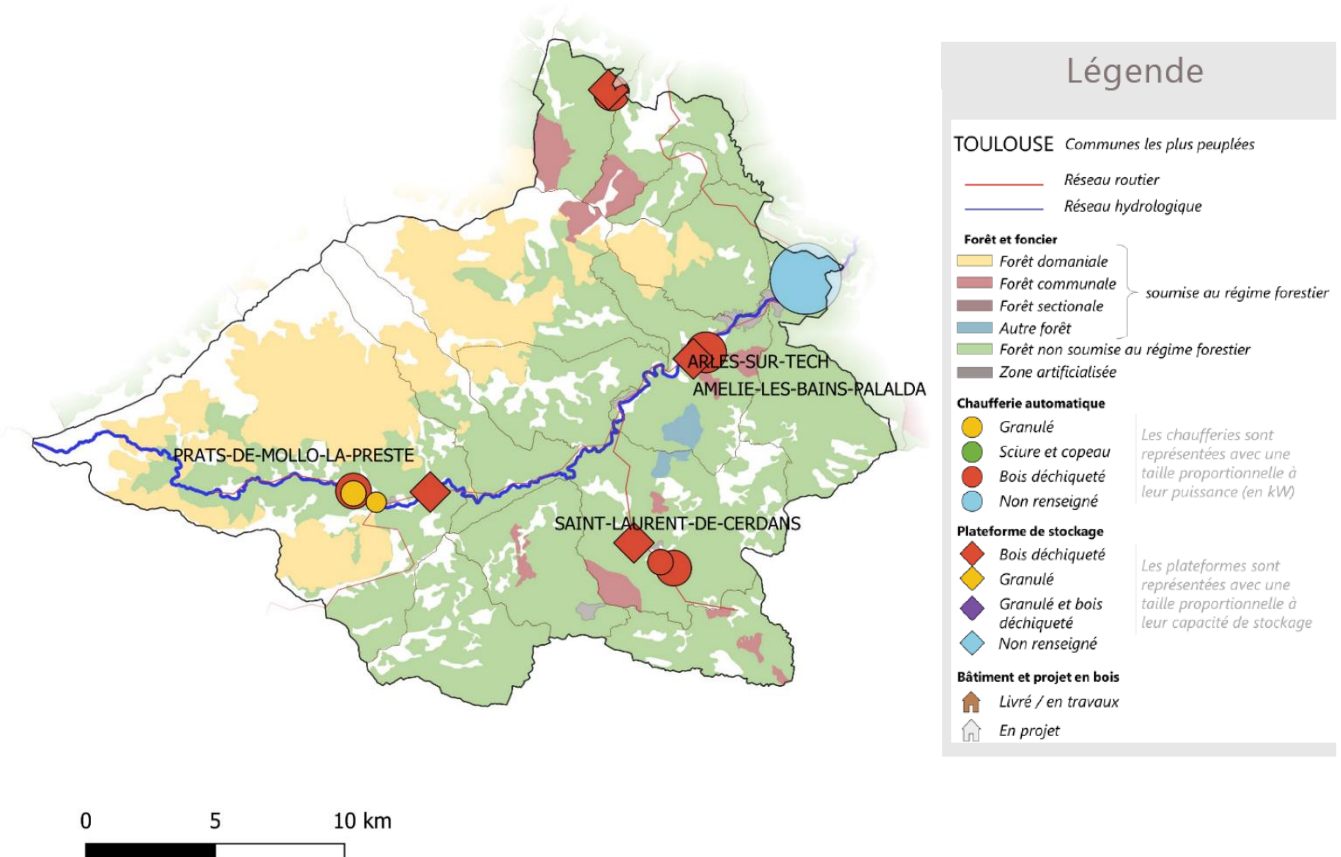 Légende
TOULOUSE Communes les plus peuplées
Réseau routier
Réseau hydrologique
Forêt et foncier
Forêt domaniale
Forêt communale
soumise au régime forestier
Forêt sectionale
Autre forêt
Forêt non soumise au régime forestier
Zone artificialisée
Chaufferie automatique
Granulé
Sciure et copeau
Bois déchiqueté
Non renseigné
Les chaufferies sont
représentées avec une
taille proportionnelle à
leur puissance (en kW)
Plateforme de stockage
Bois déchiqueté
Granulé
Granulé et bois
déchiqueté
Non renseigné
Les plateformes sont
représentées avec une
taille proportionnelle à
leur capacité de stockage
Bâtiment et projet en bois
Livré / en travaux
En projet
ARLES-SUR-TECH
AMELIE-LES-BAINS-PALALDA
PRATS-DE-MOLLO-LA-PRESTE
SAINT-LAURENT-DE-CERDANS
0 5 10 km